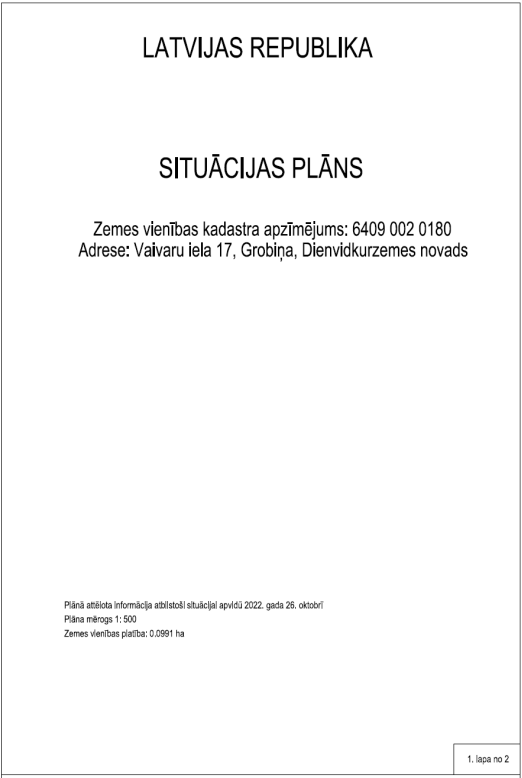 LATVIJAS REPUBLIKA
SITUĀCIJAS PLĀNS
Zemes vienības kadastra apzīmējums: 6409 002 0180
Adrese: Vaivaru iela 17, Grobiņa, Dienvidkurzemes novads
Plānā attēlota informācija atbilstoši situācijai apvidū 2022. gada 26. oktobrī
Plāna mērogs 1: 500
Zemes vienības platība: 0.0991 ha
1. lapa no 2